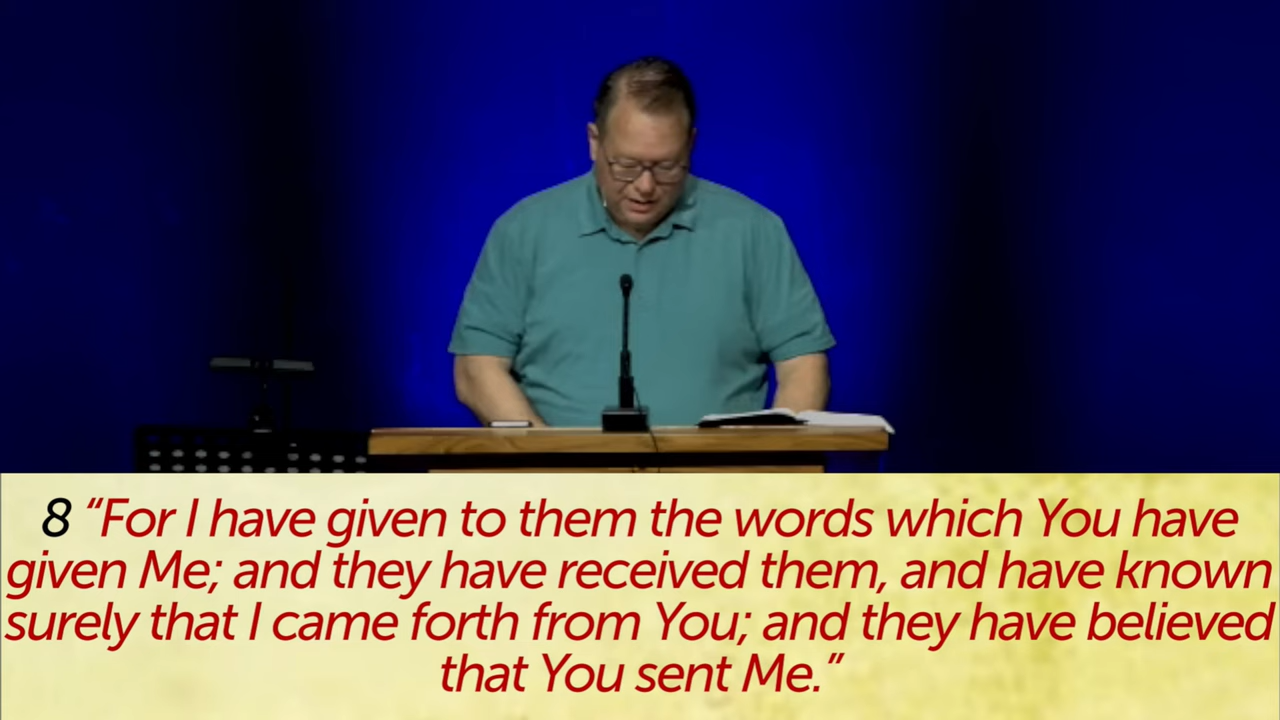 8 “For I have given to them the words which You have
given Me; and they have received them, and have known
surely that I came forth from You; and they have believed
that You sent Me.”